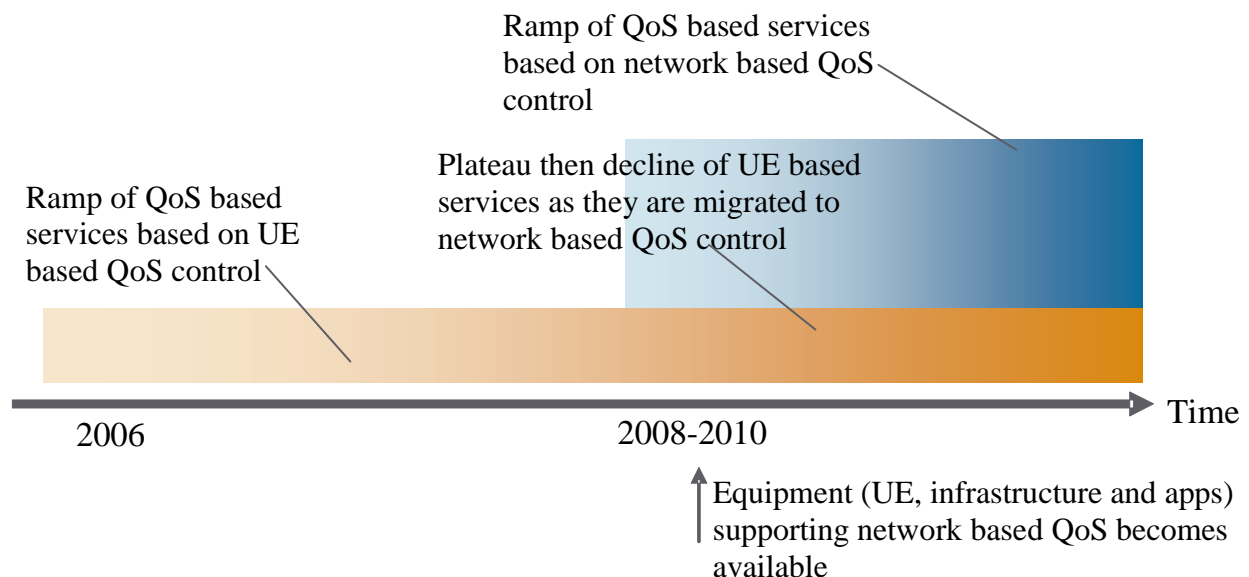 Ramp of QoS based services
based on network based QoS
control
Plateau then decline of UE based
services as they are migrated to
network based QoS control
Ramp of QoS based
services based on UE
based QoS control
Time
2006
2008-2010
Equipment (UE, infrastructure and apps)
supporting network based QoS becomes
available